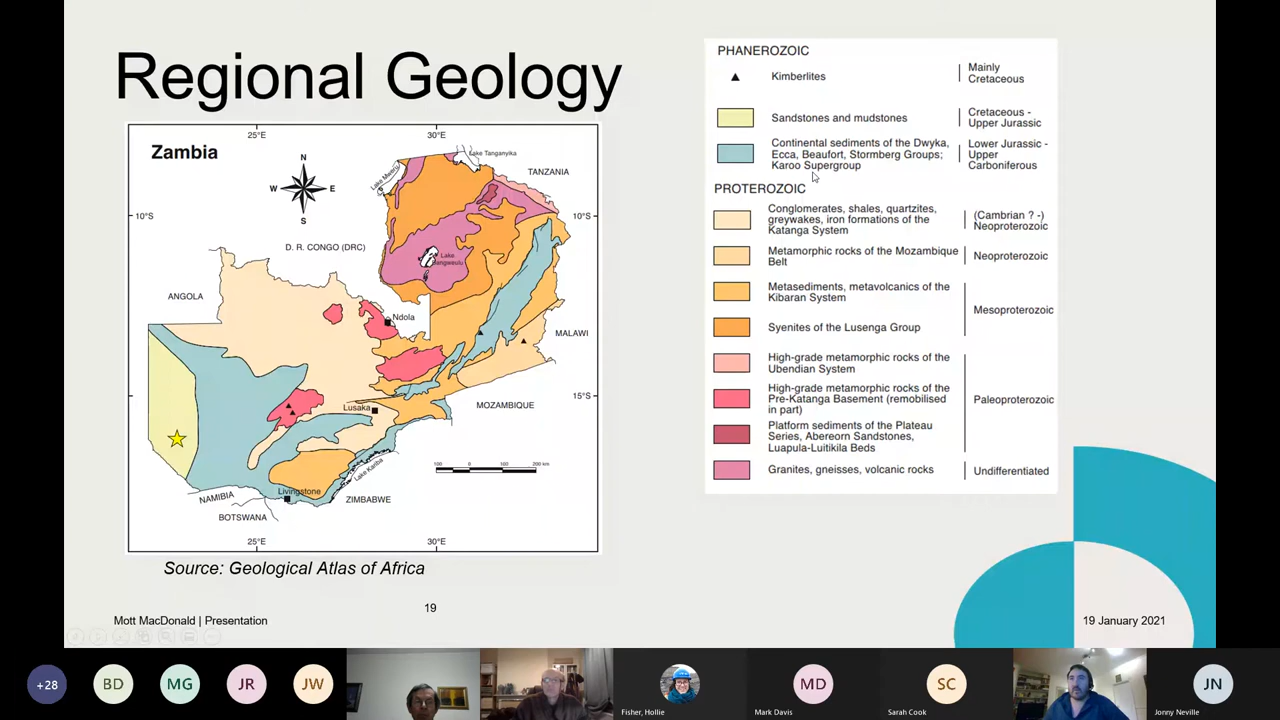 Regional Geology
Zambia
25°E
30°E
N
W
E
S
10°S
10°S
15°S
15°S
Lake Mweru
Lake Tanganyika
TANZANIA
D. R. CONGO (DRC)
Lake
Bangweulu
ANGOLA
Ndola
MALAWI
Lusaka
MOZAMBIQUE
100 0 100 200 km
Lake Kariba
Livingstone
NAMIBIA
ZIMBABWE
BOTSWANA
25°E
30°E
Source: Geological Atlas of Africa
PHANEROZOIC
Kimberlites
Mainly
Cretaceous
Sandstones and mudstones
Cretaceous -
Upper Jurassic
Continental sediments of the Dwyka,
Ecca, Beaufort, Stormberg Groups;
Karoo Supergroup
Lower Jurassic -
Upper
Carboniferous
PROTEROZOIC
Conglomerates, shales, quartzites,
greywakes, iron formations of the
Katanga System
(Cambrian ? -)
Neoproterozoic
Metamorphic rocks of the Mozambique
Belt
Neoproterozoic
Metasediments, metavolcanics of the
Kibaran System
Mesoproterozoic
Syenites of the Lusenga Group
High-grade metamorphic rocks of the
Ubendian System
High-grade metamorphic rocks of the
Pre-Katanga Basement (remobilised
in part)
Paleoproterozoic
Platform sediments of the Plateau
Series, Abereorn Sandstones,
Luapula-Luitikila Beds
Granites, gneisses, volcanic rocks
Undifferentiated
19
Mott MacDonald | Presentation
19 January 2021
+28
BD
MG
JR
JW
Fisher, Hollie
MD
Mark Davis
SC
Sarah Cook
JN
Jonny Neville